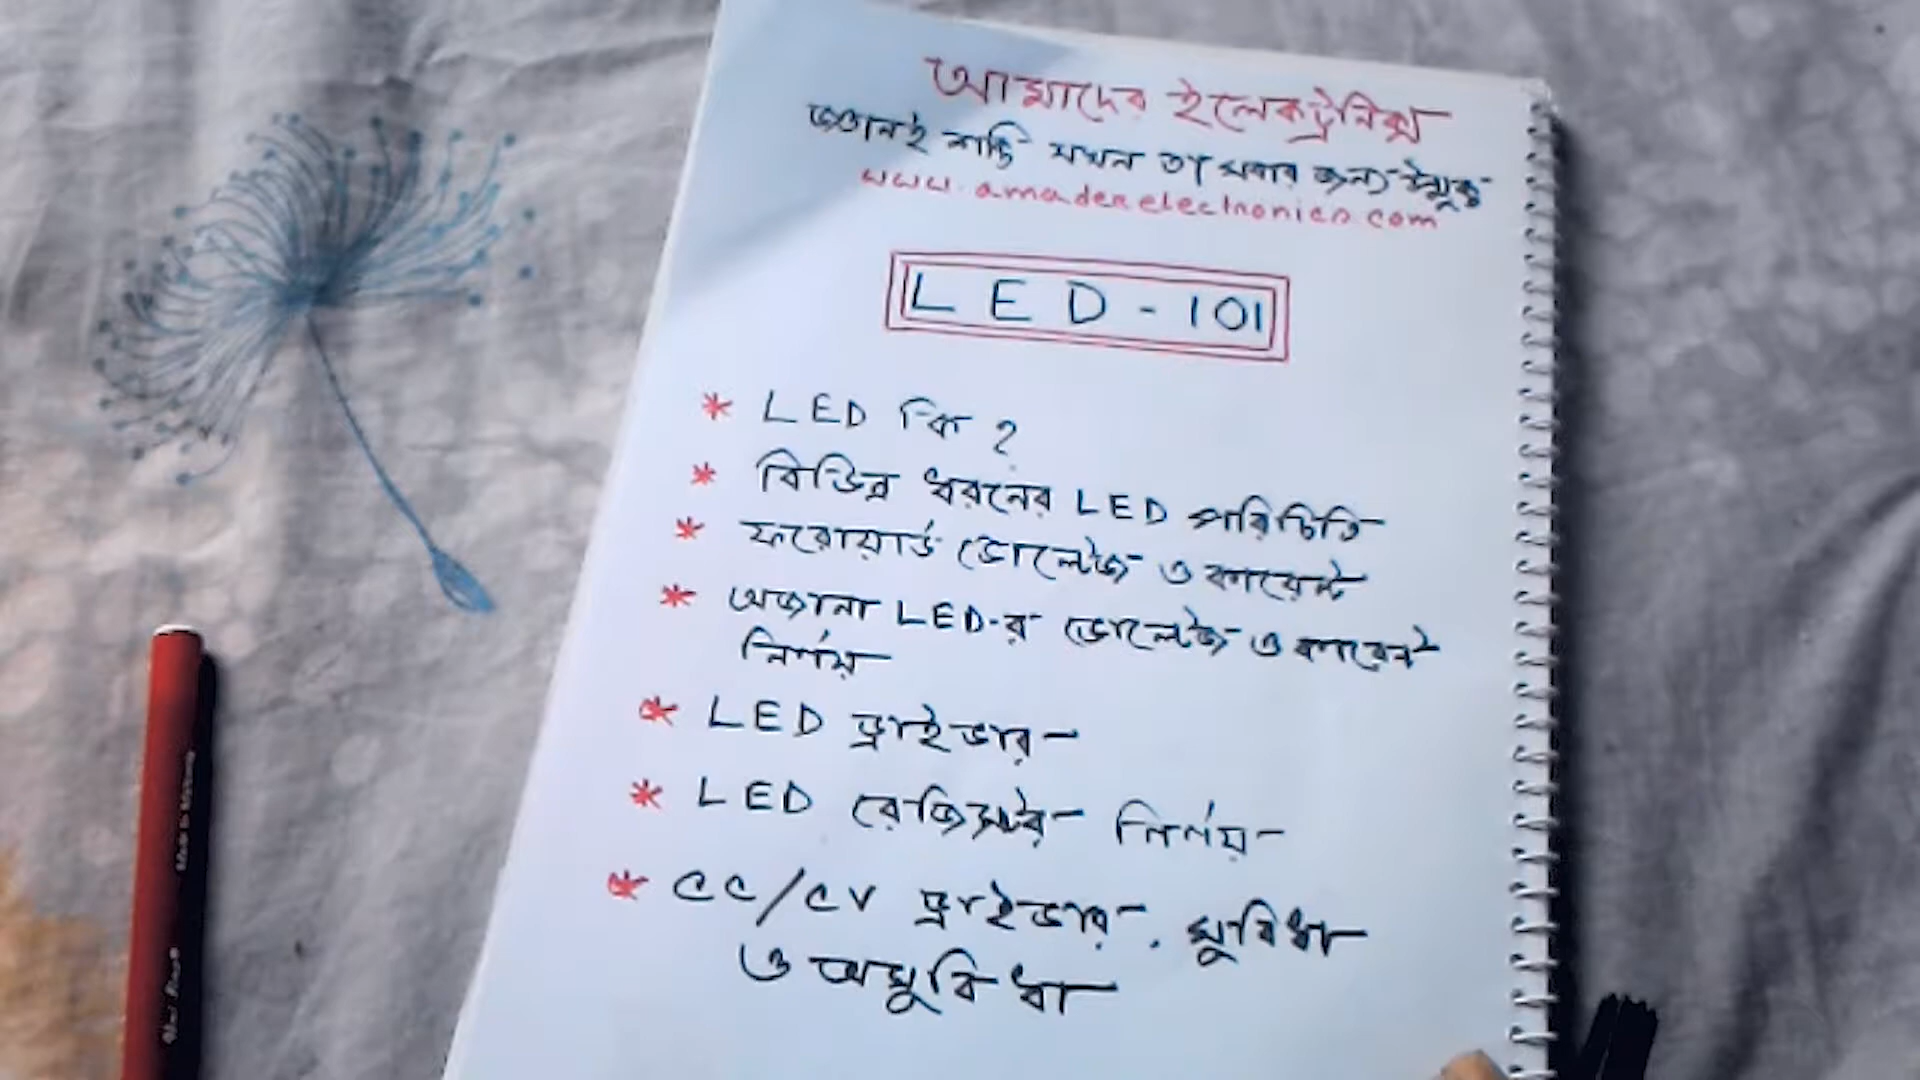 আমাদের ইলেকট্রনিক্স
জ্ঞানই শক্তি যখন তা সবার জন্য উন্মুক্ত
www.amaderelectronics.com
LED-101
* LED কি ?
* বিভিন্ন ধরনের LED পরিচিতি
* ফরোয়ার্ড ভোল্টেজ ও কারেন্ট
* অজানা LED-র ভোল্টেজ ও কারেন্ট
নির্ণয়
* LED ড্রাইভার
* LED রেজিস্টর নির্ণয়
* CC/CV ড্রাইভার, সুবিধা
ও অসুবিধা